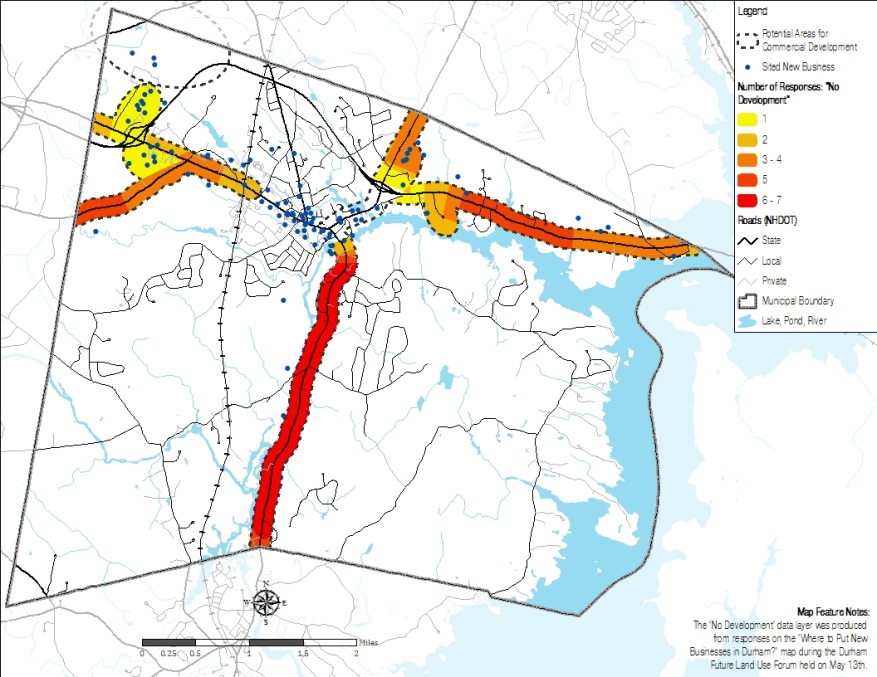 Legend
Potential Areas for
Commercial Development
Sited New Business
Number of Responses: "No
Development"
1
2
3 - 4
5
6 - 7
Roads (NHDOT)
State
Local
Private
Municipal Boundary
Lake, Pond, River
N
W
E
S
Miles
0 0.25 0.5 1 1.5 2
Map Feature Notes:
The 'No Development' data layer was produced
from responses on the "Where to Put New
Businesses in Durham?" map during the Durham
Future Land Use Forum held on May 13th.